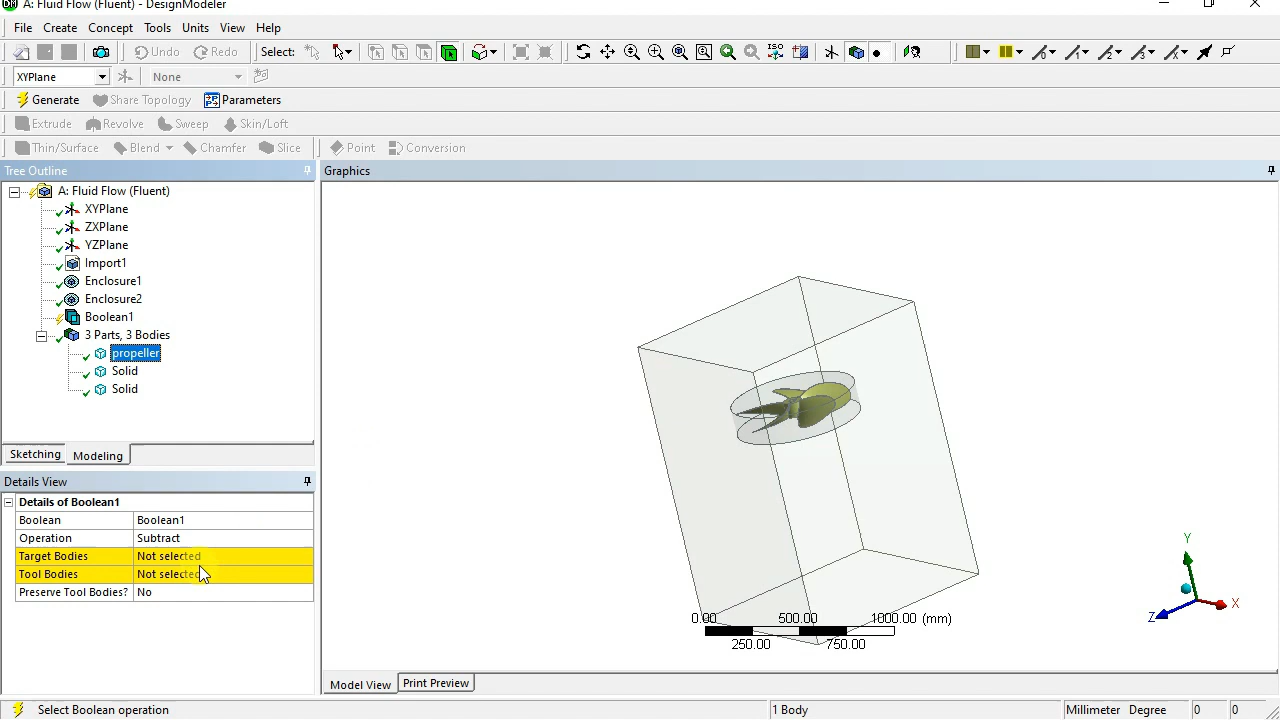 A: Fluid Flow (Fluent) - DesignModeler
File Create Concept Tools Units View Help
Undo Redo Select:
XYPlane None
Generate Share Topology Parameters
Extrude Revolve Sweep Skin/Loft
Thin/Surface Blend Chamfer Slice Point Conversion
Tree Outline
A: Fluid Flow (Fluent)
XYPlane
ZXPlane
YZPlane
Import1
Enclosure1
Enclosure2
Boolean1
3 Parts, 3 Bodies
propeller
Solid
Solid
Sketching Modeling
Details View
Details of Boolean1
Boolean Boolean1
Operation Subtract
Target Bodies Not selected
Tool Bodies Not selected
Preserve Tool Bodies? No
Graphics
Y
X
Z
0.00 500.00 1000.00 (mm)
250.00 750.00
Model View Print Preview
Select Boolean operation 1 Body Millimeter Degree 0 0